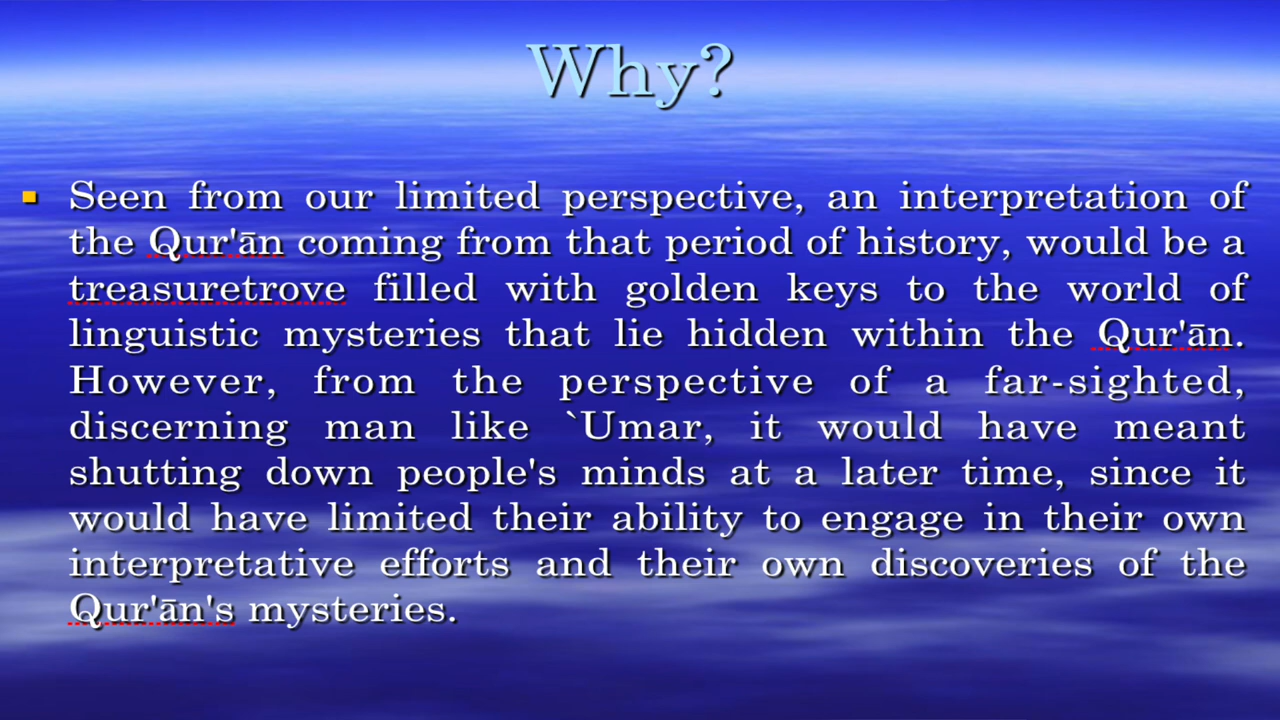 Why?
Seen from our limited perspective, an interpretation of
the Qur'ān coming from that period of history, would be a
treasuretrove filled with golden keys to the world of
linguistic mysteries that lie hidden within the Qur'ān.
However, from the perspective of a far-sighted,
discerning man like `Umar, it would have meant
shutting down people's minds at a later time, since it
would have limited their ability to engage in their own
interpretative efforts and their own discoveries of the
Qur'ān's mysteries.